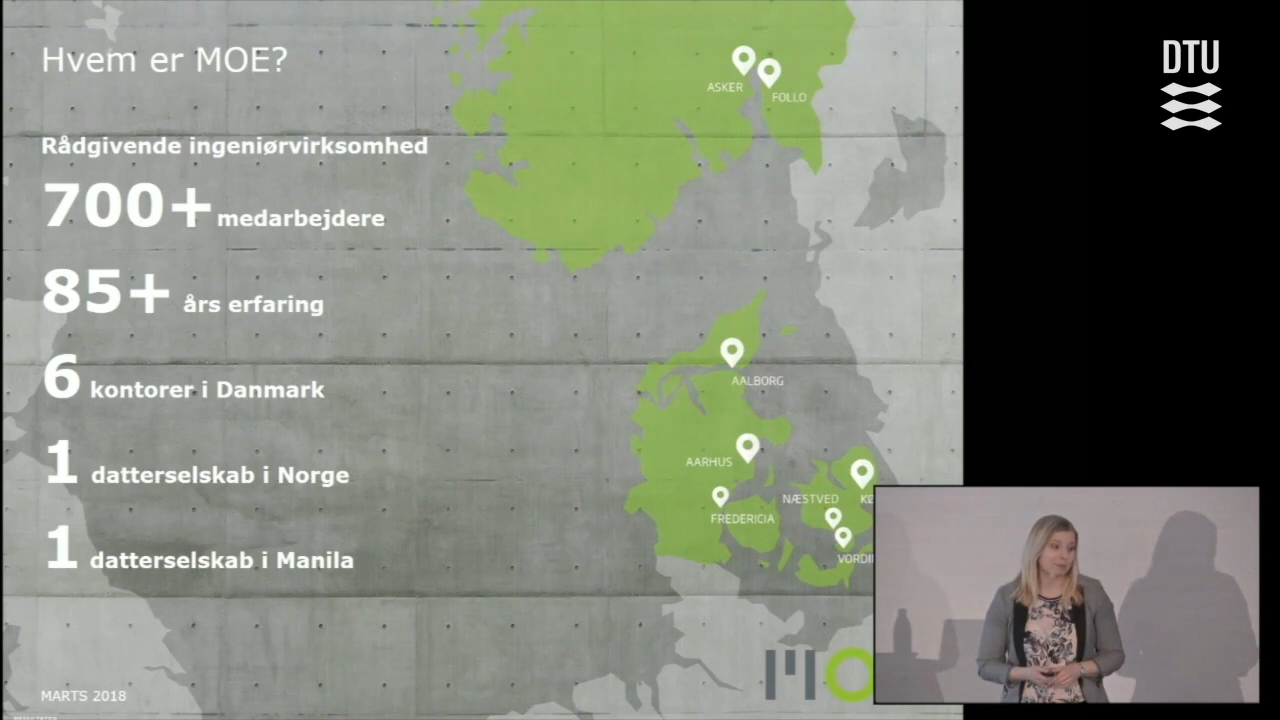 Hvem er MOE?
Rådgivende ingeniørvirksomhed
700+ medarbejdere
85+ års erfaring
6 kontorer i Danmark
1 datterselskab i Norge
1 datterselskab i Manila
MARTS 2018
ASKER
FOLLO
AALBORG
AARHUS
NÆSTVED
FREDERICIA
DTU